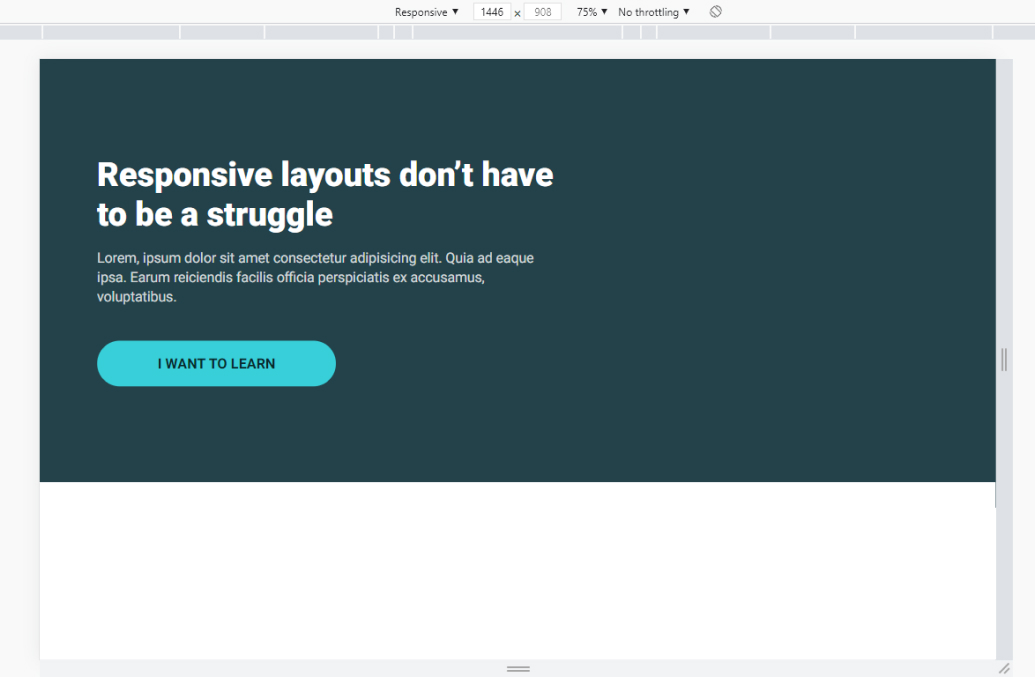 Responsive ▼ 1446 × 908 75% ▼ No throttling ▼
Responsive layouts don’t have
to be a struggle
Lorem, ipsum dolor sit amet consectetur adipisicing elit. Quia ad eaque
ipsa. Earum reiciendis facilis officia perspiciatis ex accusamus,
voluptatibus.
I WANT TO LEARN